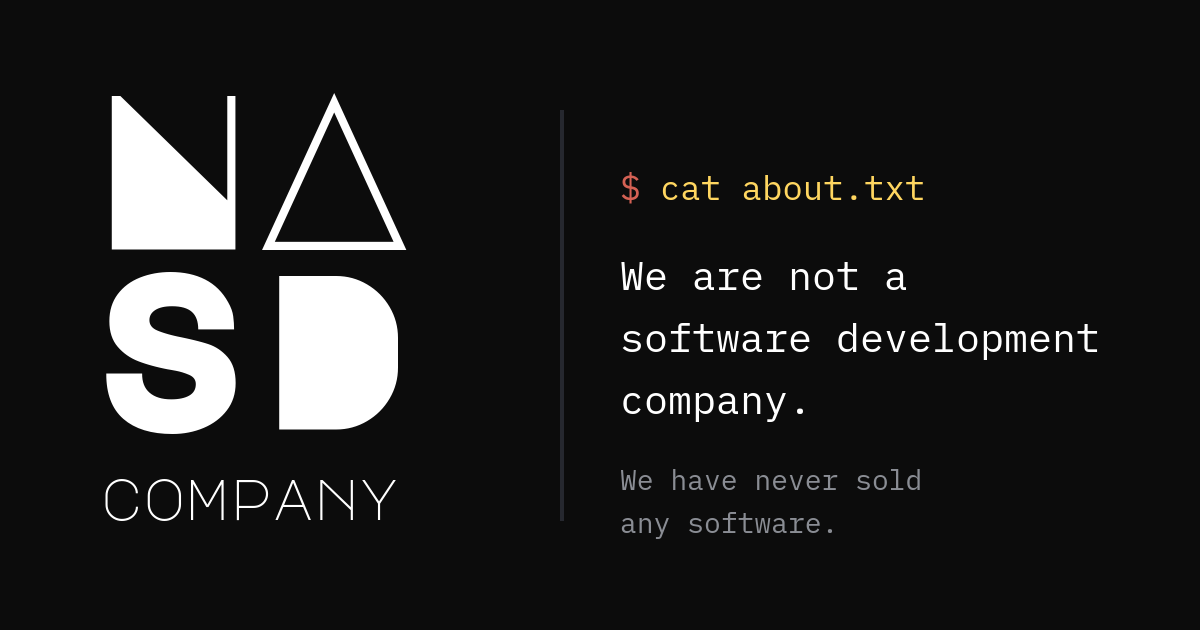 NA
SD
COMPANY
$ cat about.txt
We are not a
software development
company.
We have never sold
any software.